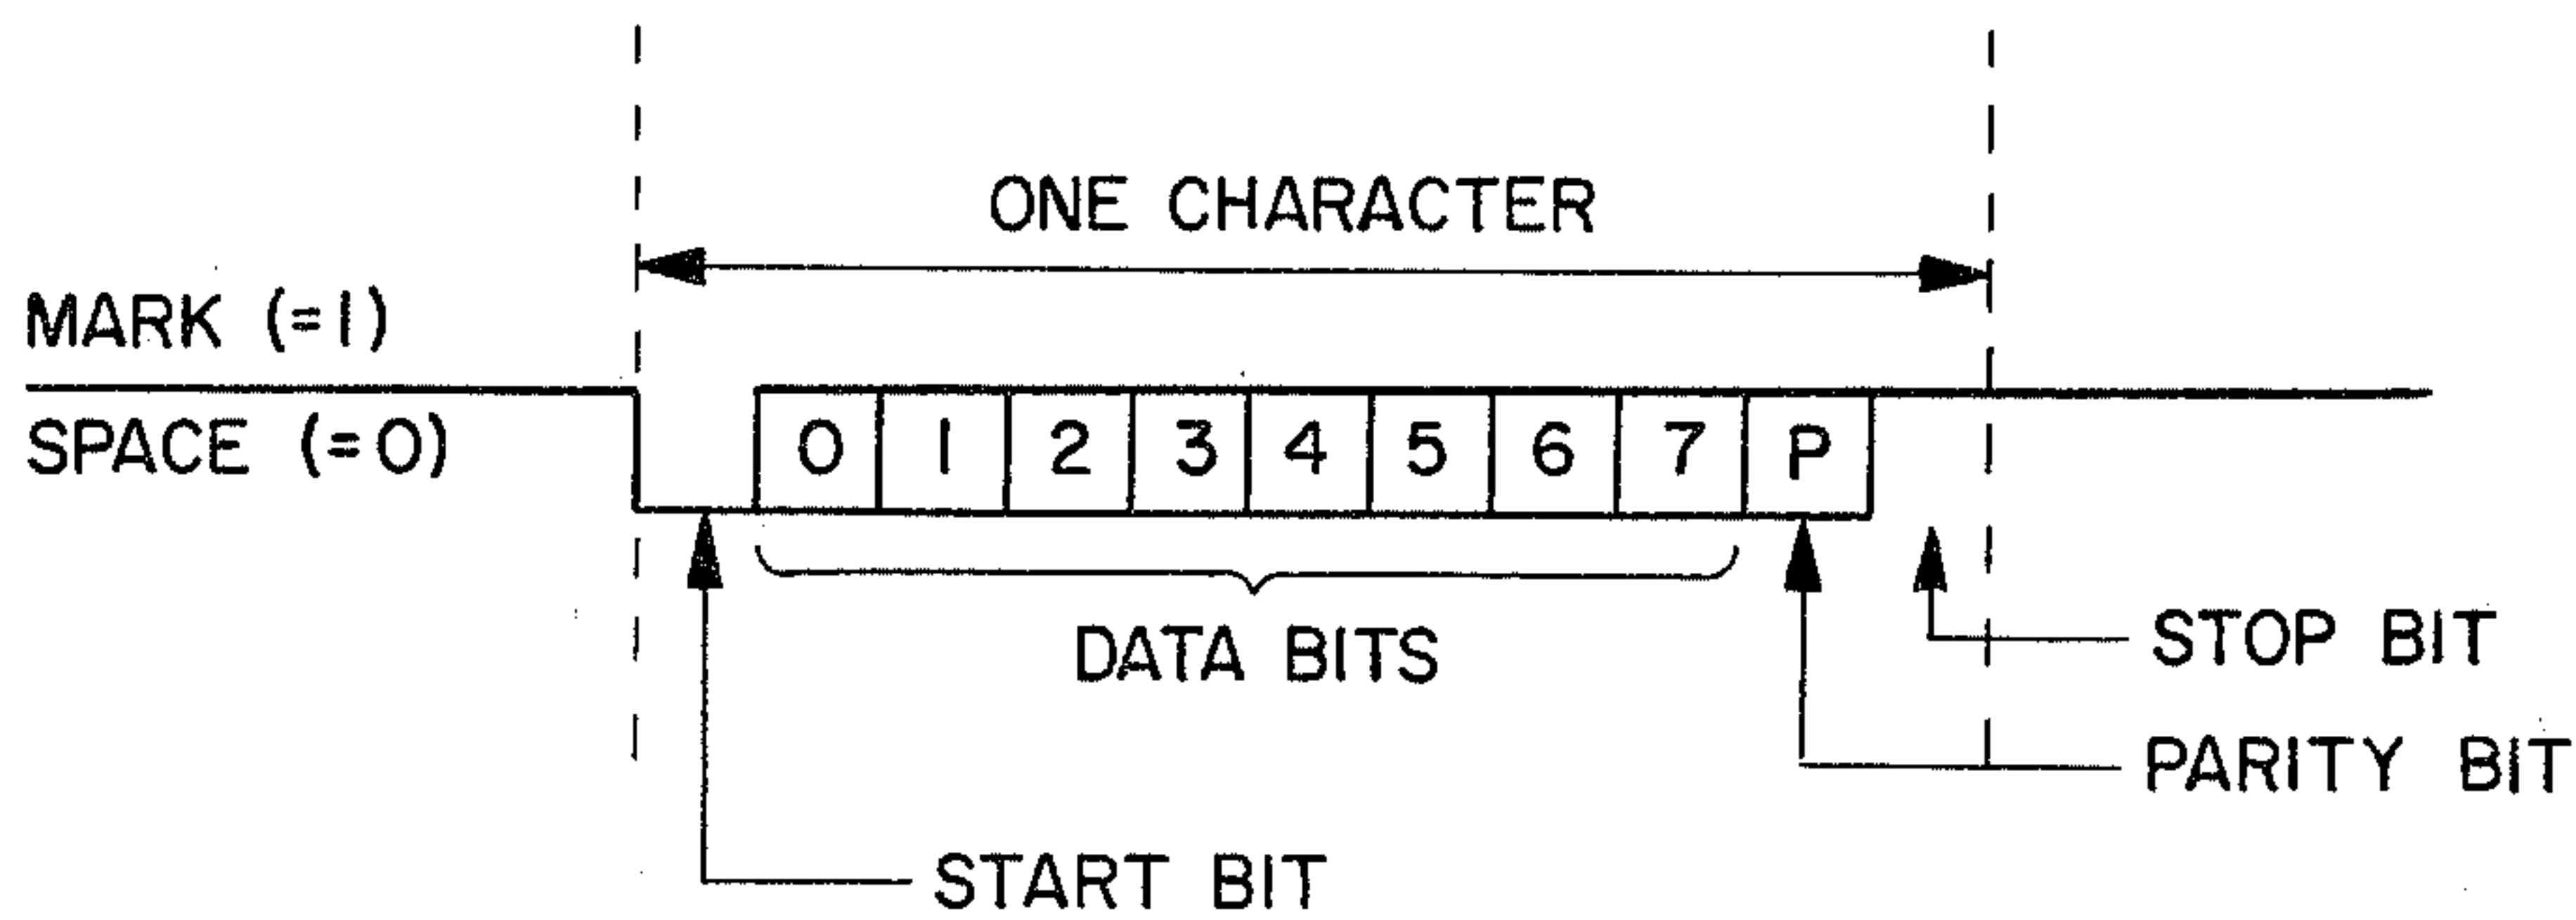 ONE CHARACTER
MARK (=1)
SPACE (=0)
0 1 2 3 4 5 6 7 P
DATA BITS
STOP BIT
PARITY BIT
START BIT